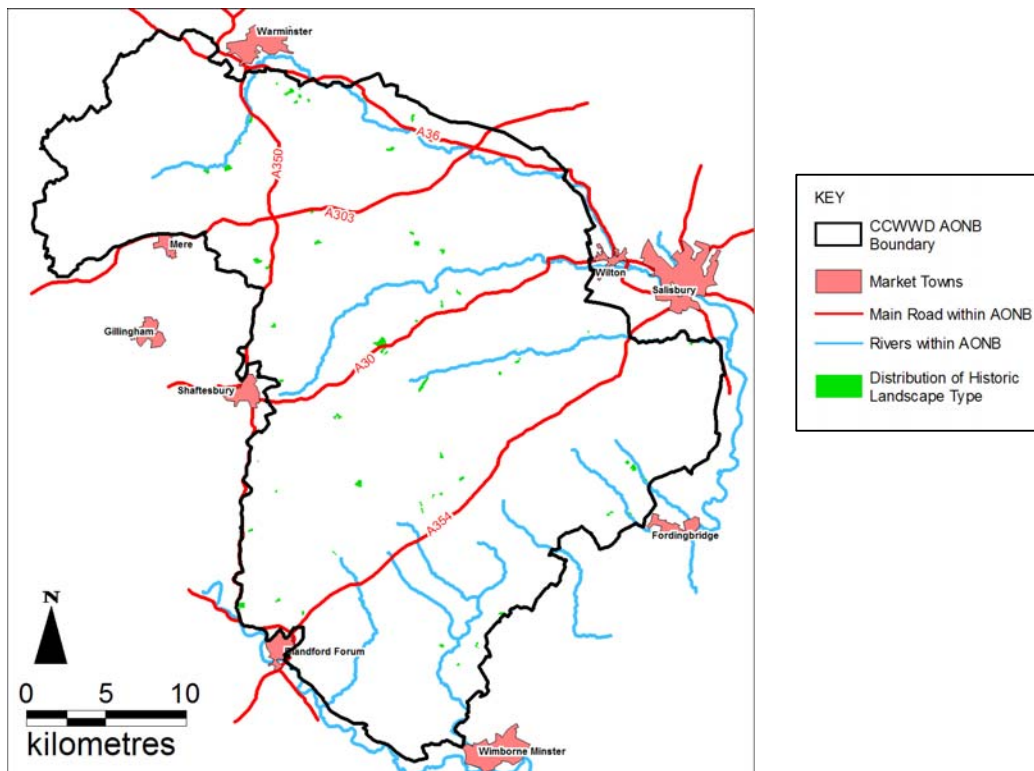 Warminster
A36
A350
A303
Mere
Wilton
Salisbury
Gillingham
A30
Shaftesbury
A354
Fordingbridge
Blandford Forum
Wimborne Minster
N
0 5 10
kilometres
KEY
CCWWD AONB
Boundary
Market Towns
Main Road within AONB
Rivers within AONB
Distribution of Historic
Landscape Type